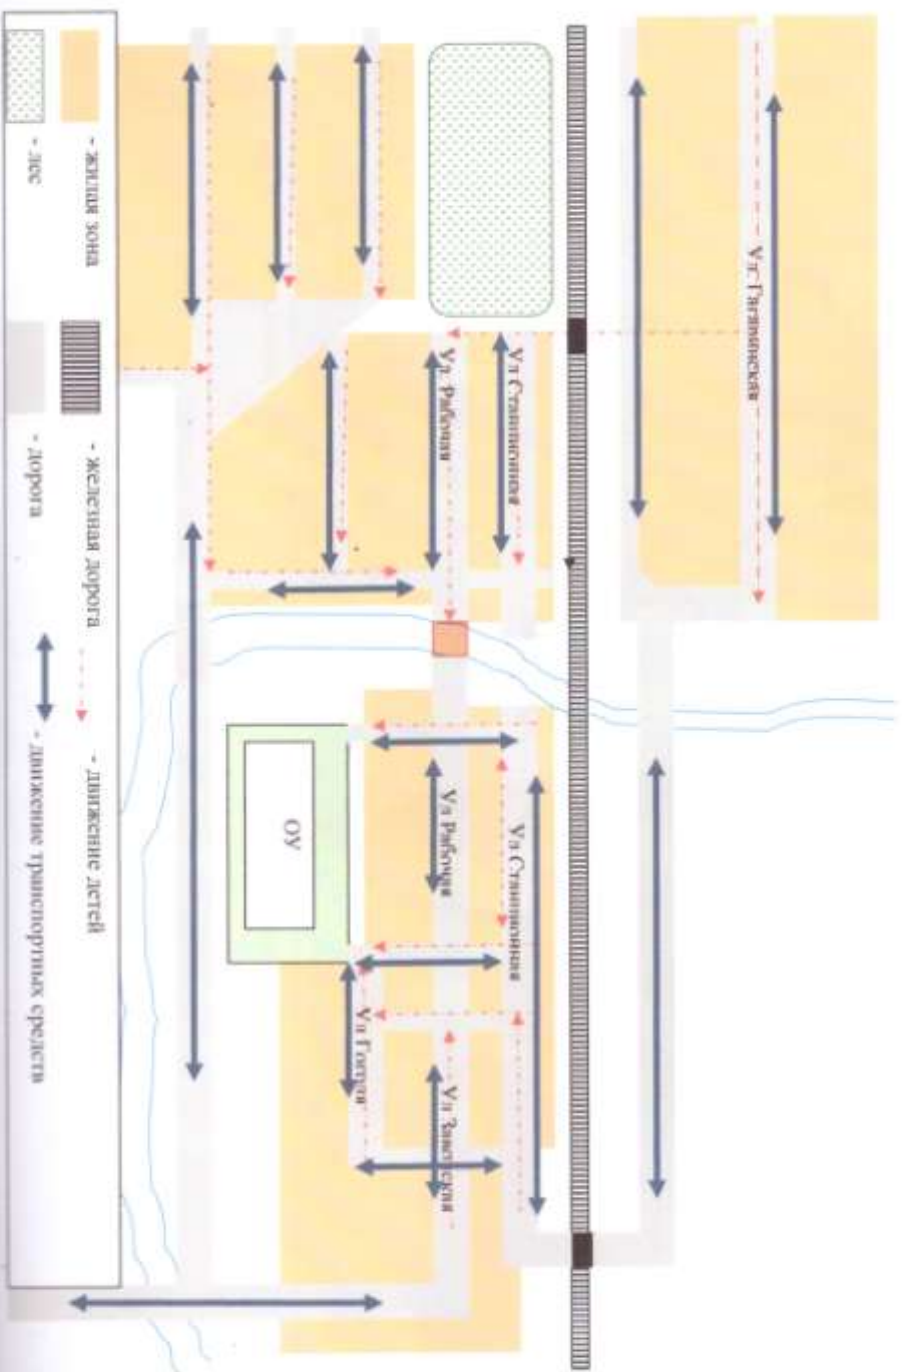 Ул.
Ул Станционная
Ул. Рабочая
Ул Станционная
Ул Рабочая
Ул Заводская
Ул Гоголя
ОУ
- жилая зона
- железная дорога
- движение детей
- лес
- дорога
- движение транспортных средств